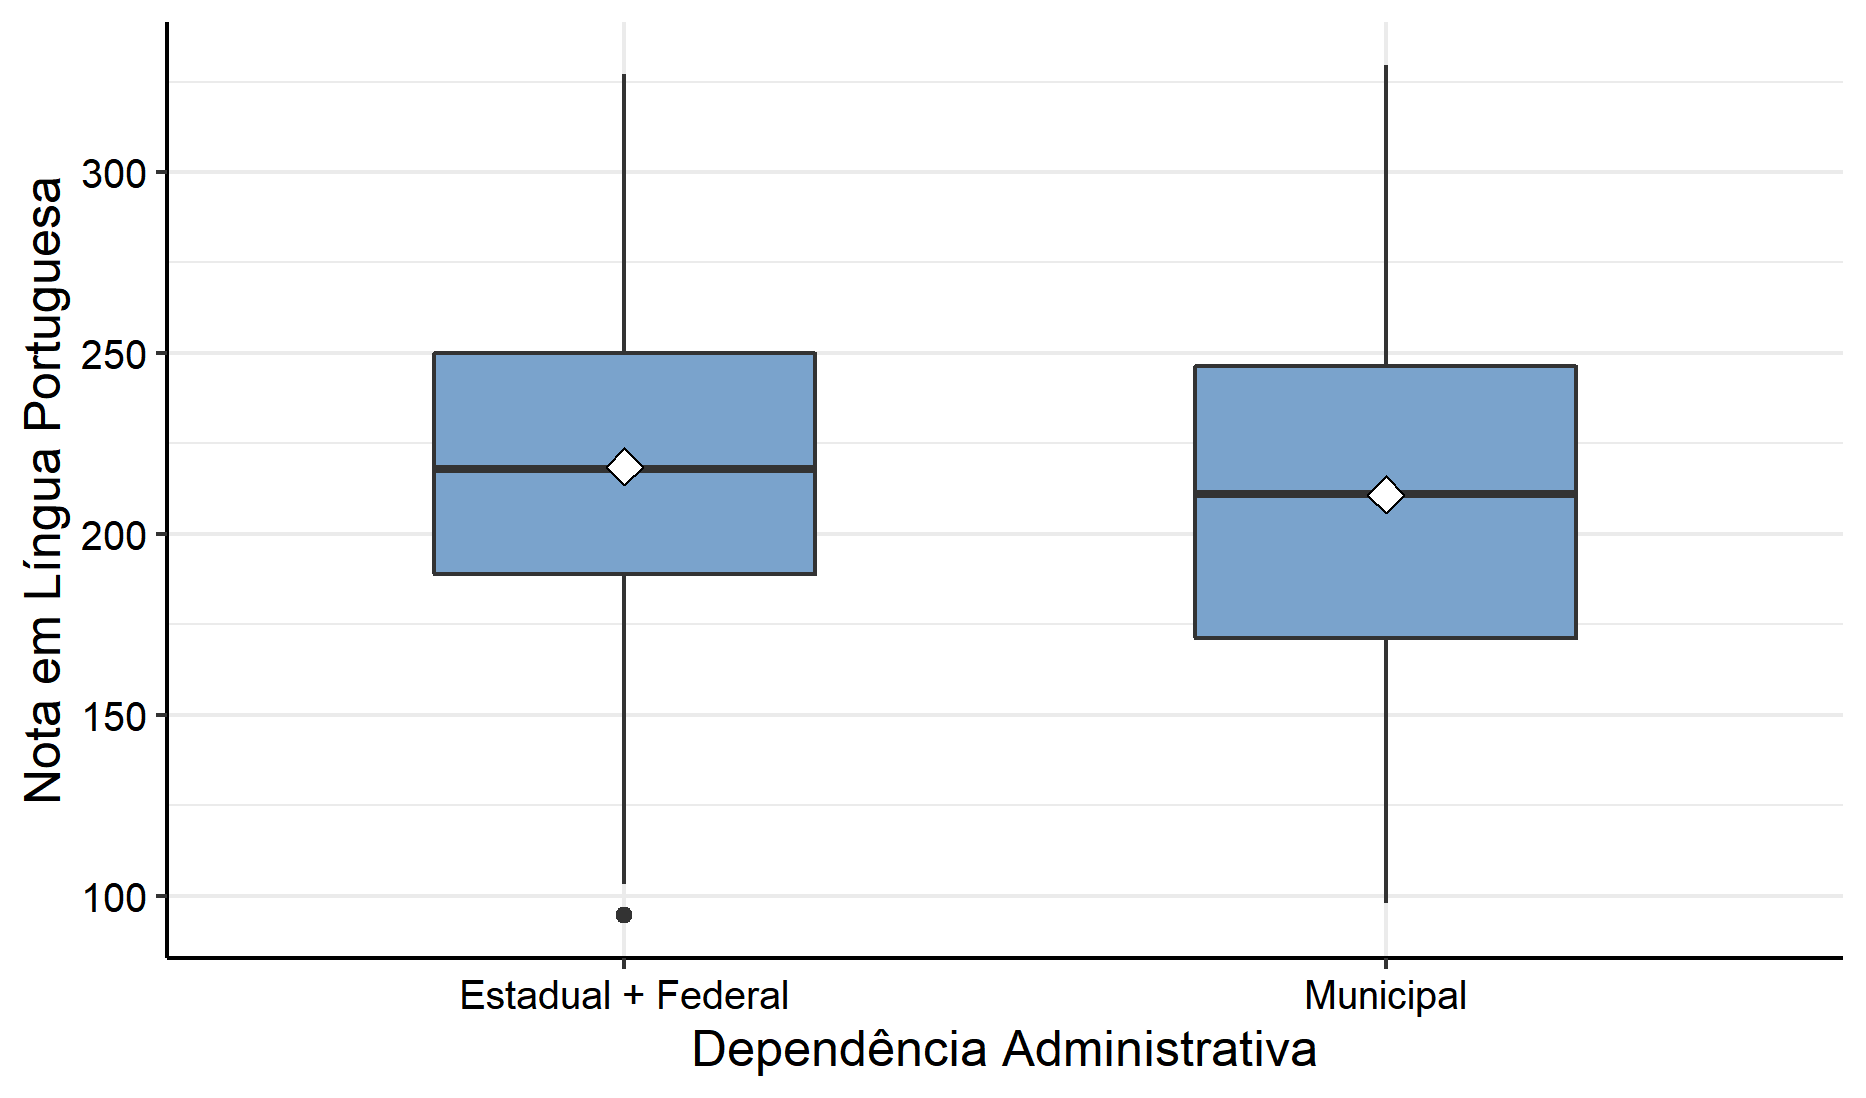 Nota em Língua Portuguesa
300
250
200
150
100
Estadual + Federal
Municipal
Dependência Administrativa